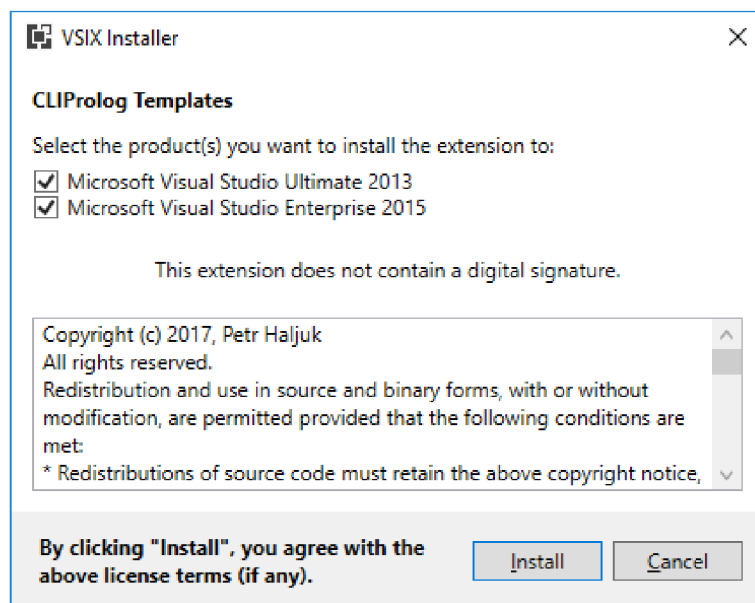 VSIX Installer
CLIProlog Templates
Select the product(s) you want to install the extension to:
Microsoft Visual Studio Ultimate 2013
Microsoft Visual Studio Enterprise 2015
This extension does not contain a digital signature.
Copyright (c) 2017, Petr Haljuk
All rights reserved.
Redistribution and use in source and binary forms, with or without
modification, are permitted provided that the following conditions are
met:
* Redistributions of source code must retain the above copyright notice,
By clicking "Install", you agree with the
above license terms (if any).
Install
Cancel